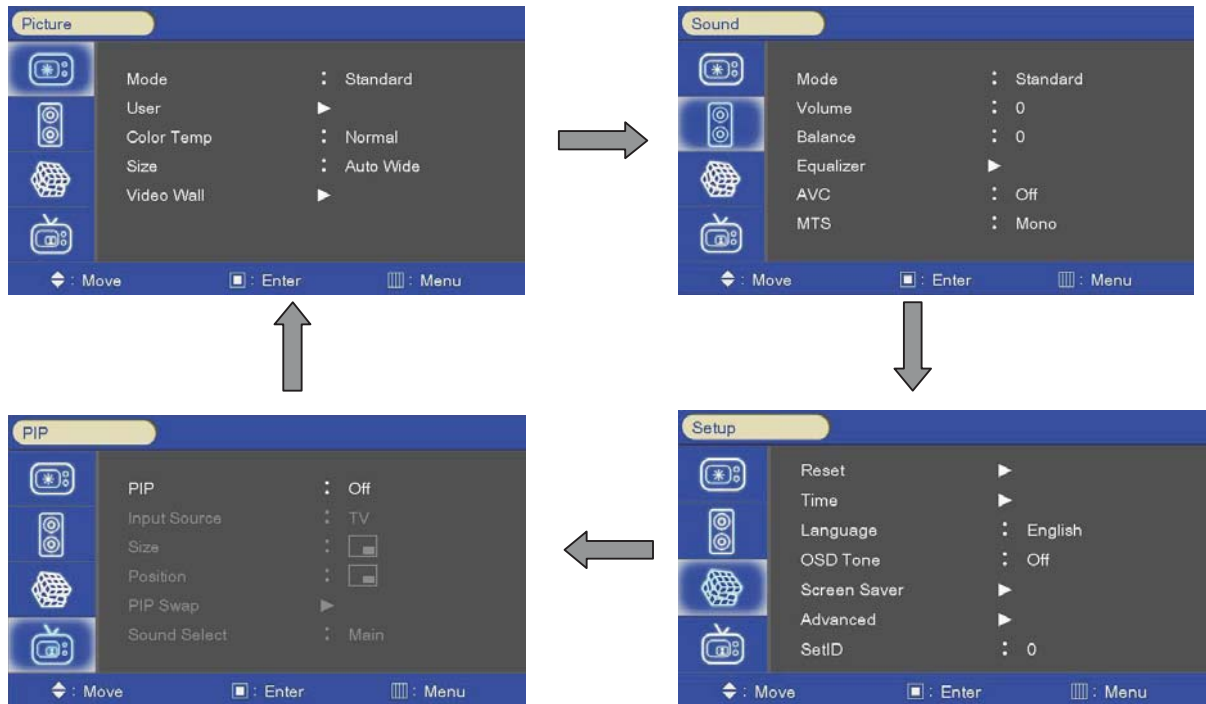 Picture
Mode : Standard
User ▶
Color Temp : Normal
Size : Auto Wide
Video Wall ▶
: Move : Enter : Menu
Sound
Mode : Standard
Volume : 0
Balance : 0
Equalizer ▶
AVC : Off
MTS : Mono
: Move : Enter : Menu
PIP
PIP : Off
Input Source : TV
Size :
Position :
PIP Swap ▶
Sound Select : Main
: Move : Enter : Menu
Setup
Reset ▶
Time ▶
Language : English
OSD Tone : Off
Screen Saver ▶
Advanced ▶
SetID : 0
: Move : Enter : Menu